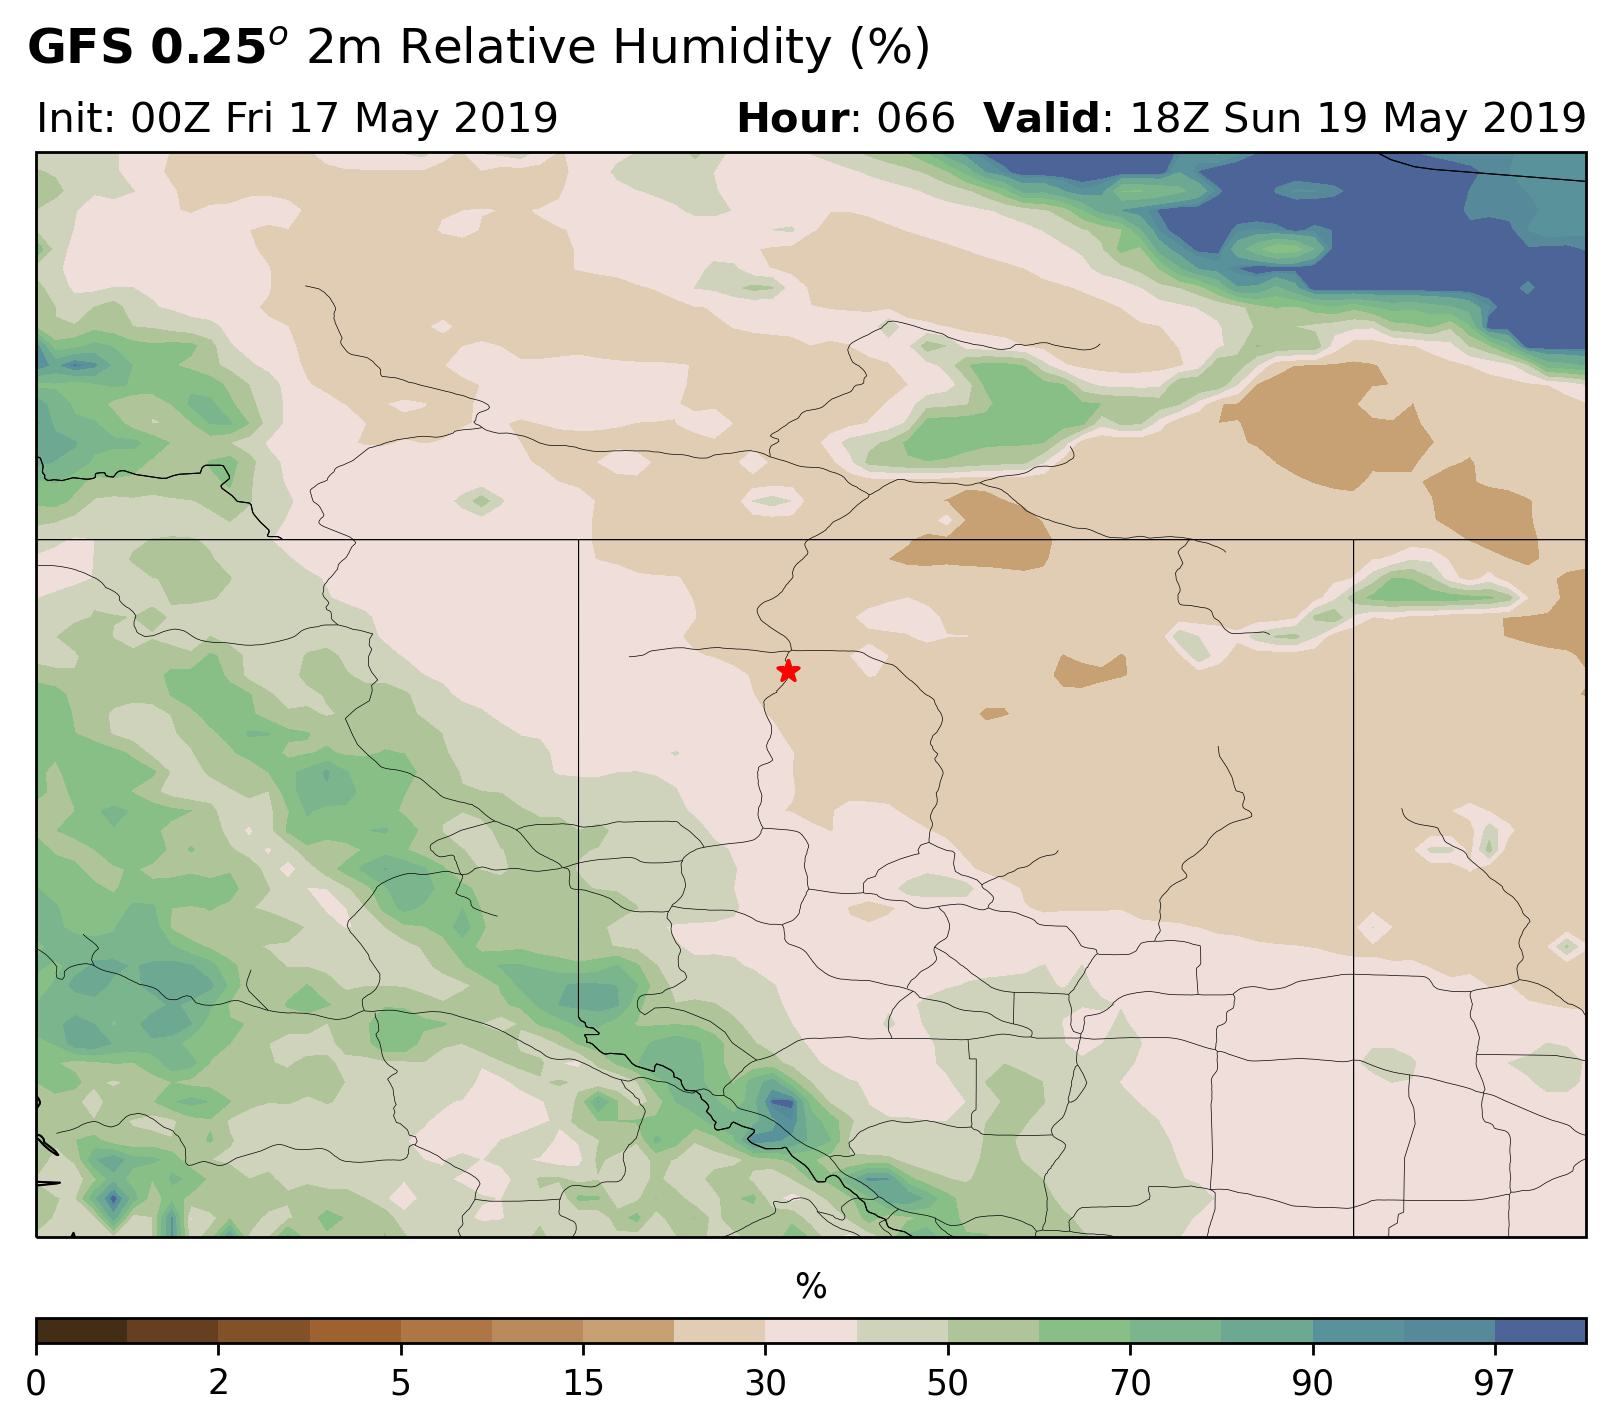 GFS 0.25ᵒ 2m Relative Humidity (%)
Init: 00Z Fri 17 May 2019 Hour: 066 Valid: 18Z Sun 19 May 2019
%
0 2 5 15 30 50 70 90 97